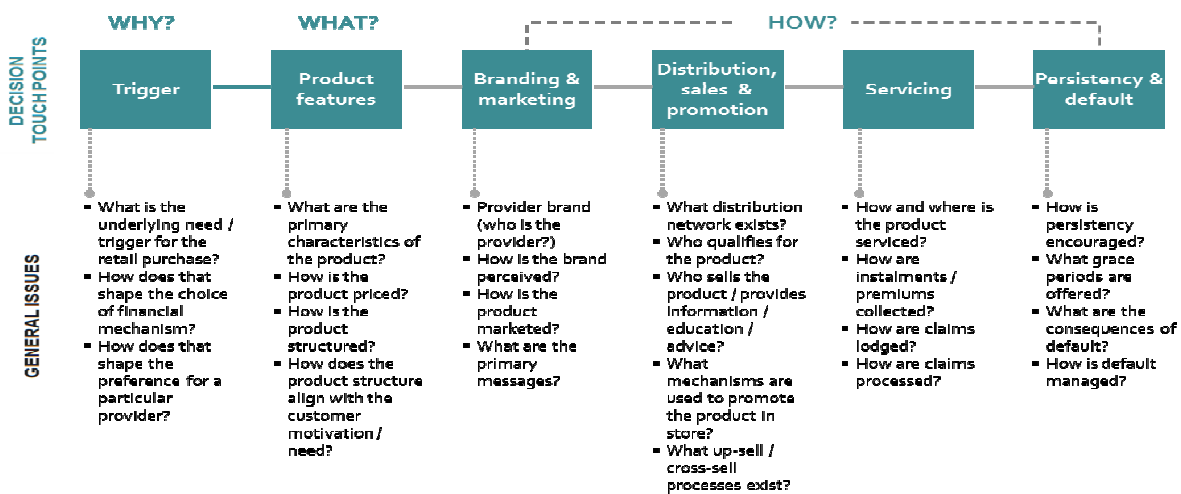 WHY?
WHAT?
HOW?
DECISION
TOUCH POINTS
Trigger
Product
features
Branding &
marketing
Distribution,
sales &
promotion
Servicing
Persistency &
default
GENERAL ISSUES
▪ What is the
underlying need /
trigger for the
retail purchase?
▪ How does that
shape the choice
of financial
mechanism?
▪ How does that
shape the
preference for a
particular
provider?
▪ What are the
primary
characteristics of
the product?
▪ How is the
product priced?
▪ How is the
product
structured?
▪ How does the
product structure
align with the
customer
motivation /
need?
▪ Provider brand
(who is the
provider?)
▪ How is the brand
perceived?
▪ How is the
product
marketed?
▪ What are the
primary
messages?
▪ What distribution
network exists?
▪ Who qualifies for
the product?
▪ Who sells the
product / provides
information /
education /
advice?
▪ What
mechanisms are
used to promote
the product in
store?
▪ What up-sell /
cross-sell
processes exist?
▪ How and where is
the product
serviced?
▪ How are
instalments /
premiums
collected?
▪ How are claims
lodged?
▪ How are claims
processed?
▪ How is
persistency
encouraged?
▪ What grace
periods are
offered?
▪ What are the
consequences of
default?
▪ How is default
managed?